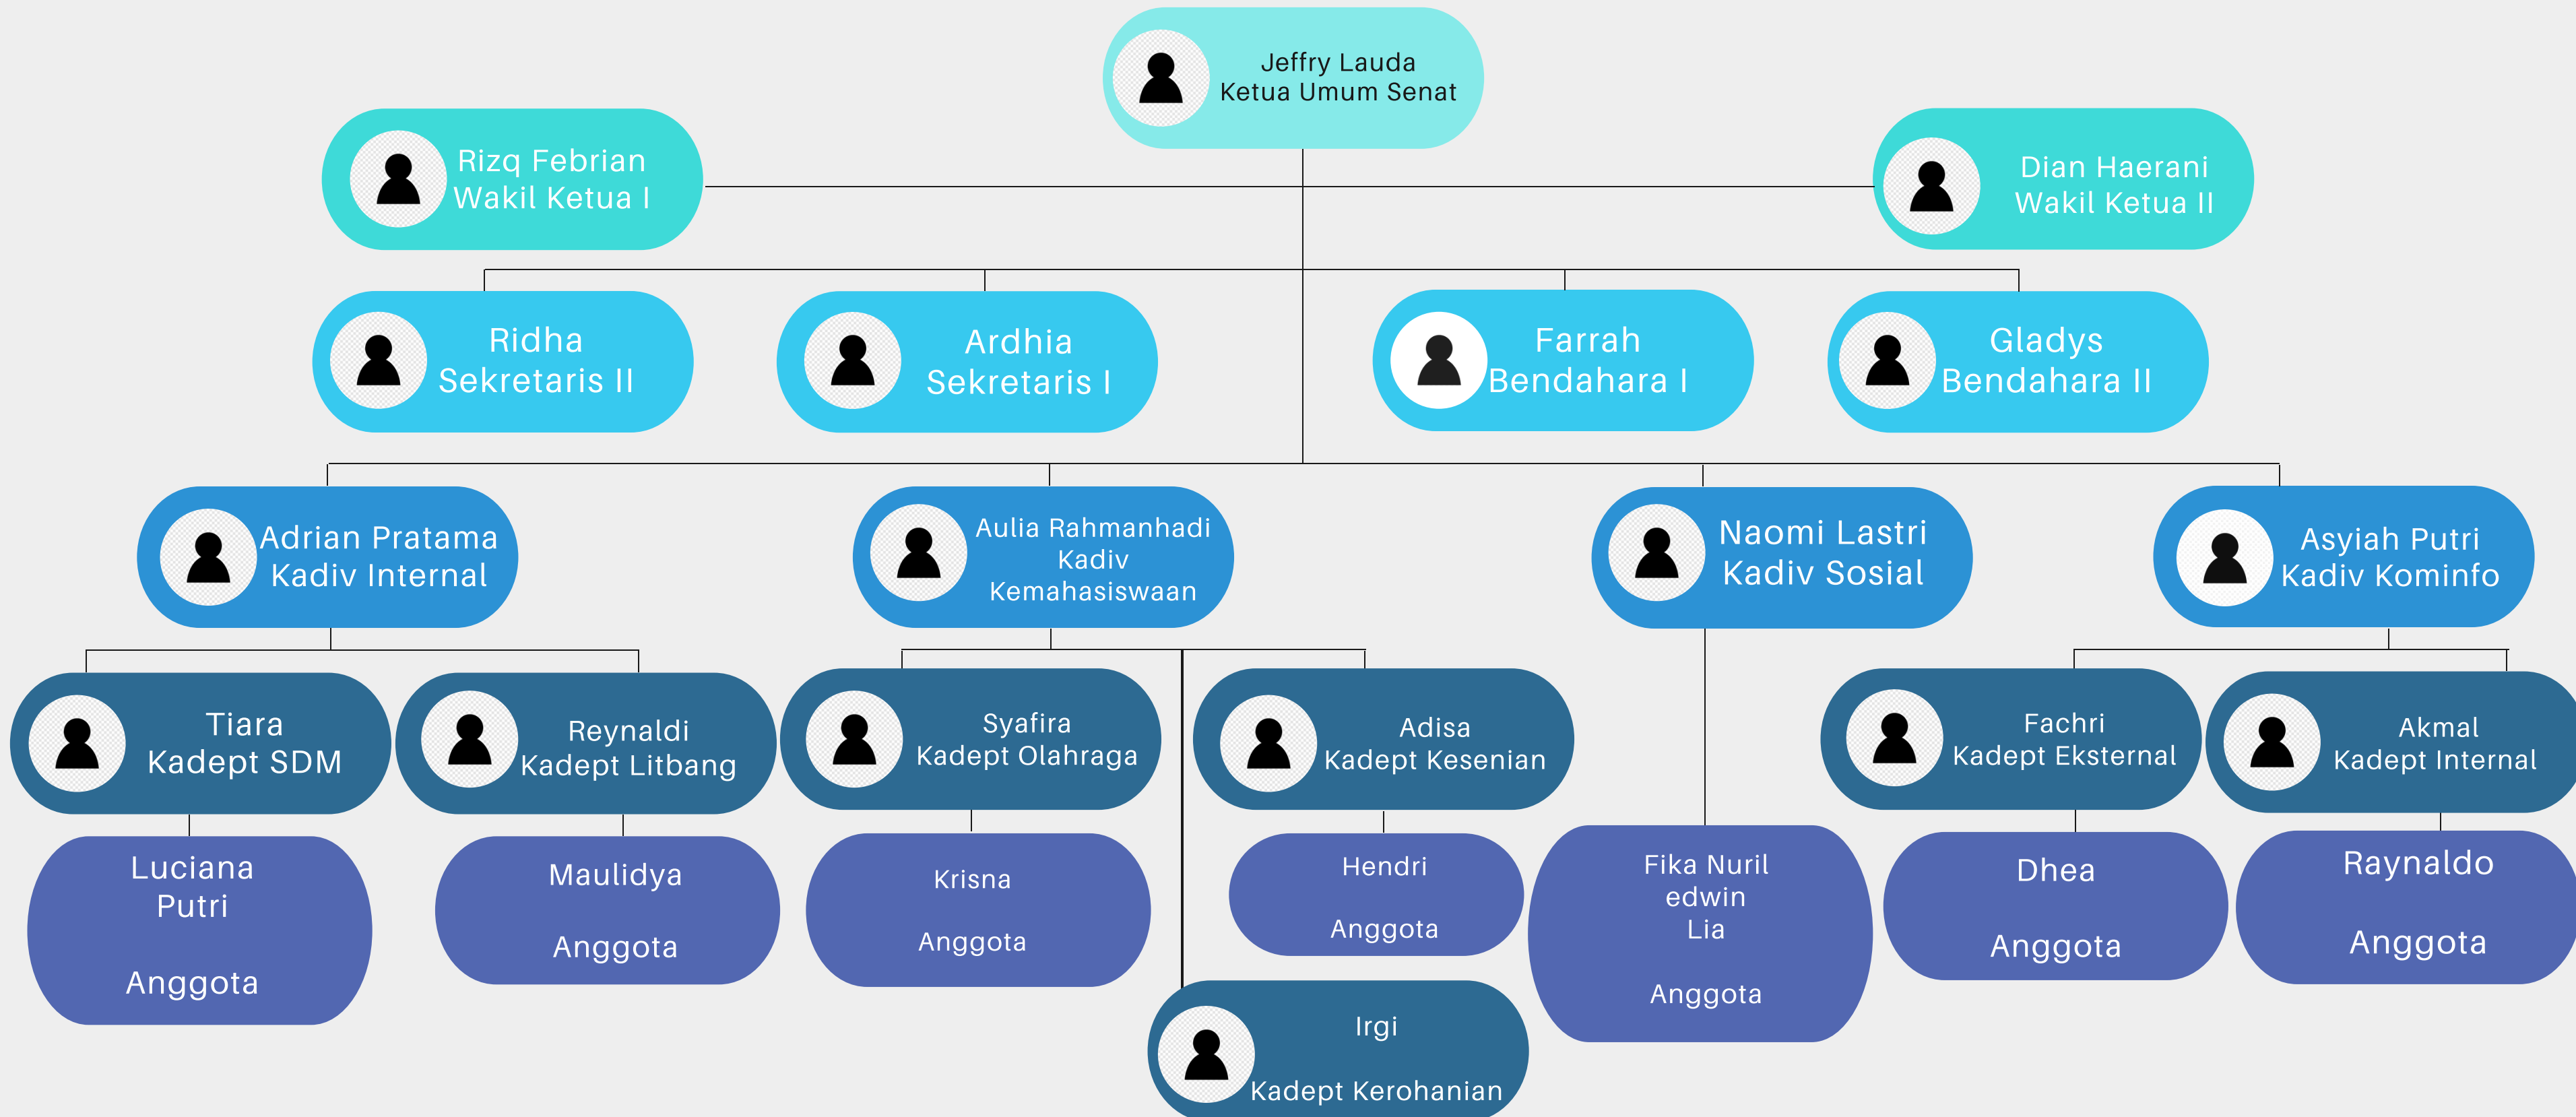 Jeffry Lauda
Ketua Umum Senat
Rizq Febrian
Wakil Ketua I
Dian Haerani
Wakil Ketua II
Ridha
Sekretaris II
Ardhia
Sekretaris I
Farrah
Bendahara I
Gladys
Bendahara II
Adrian Pratama
Kadiv Internal
Aulia Rahmanhadi
Kadiv
Kemahasiswaan
Naomi Lastri
Kadiv Sosial
Asyiah Putri
Kadiv Kominfo
Tiara
Kadept SDM
Reynaldi
Kadept Litbang
Syafira
Kadept Olahraga
Adisa
Kadept Kesenian
Fachri
Kadept Eksternal
Akmal
Kadept Internal
Luciana
Putri
Anggota
Maulidya
Anggota
Krisna
Anggota
Hendri
Anggota
Fika Nuril
edwin
Lia
Anggota
Dhea
Anggota
Raynaldo
Anggota
Irgi
Kadept Kerohanian